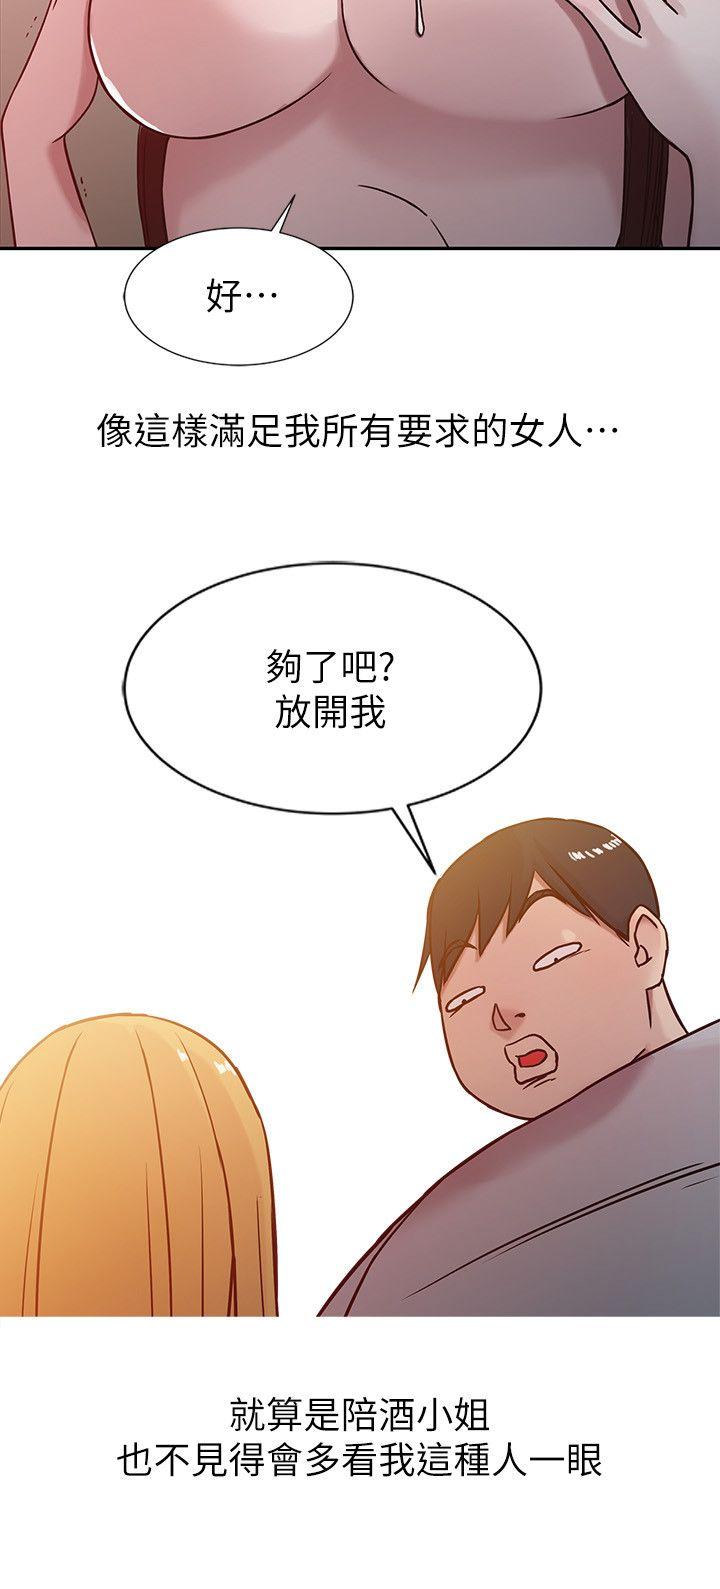 好⋯
像這樣滿足我所有要求的女人⋯
夠了吧?
放開我
就算是陪酒小姐
也不見得會多看我這種人一眼